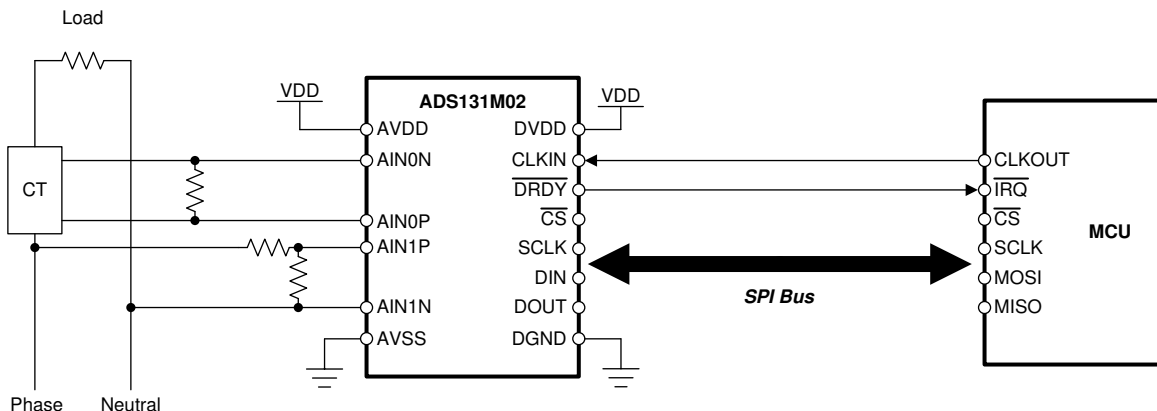 Load
VDD
ADS131M02
VDD
AVDD
DVDD
AIN0N
CLKIN
CLKOUT
CT
DRDY
IRQ
AIN0P
CS
CS
AIN1P
SCLK
SCLK
MCU
DIN
MOSI
SPI Bus
AIN1N
DOUT
MISO
AVSS
DGND
Phase
Neutral